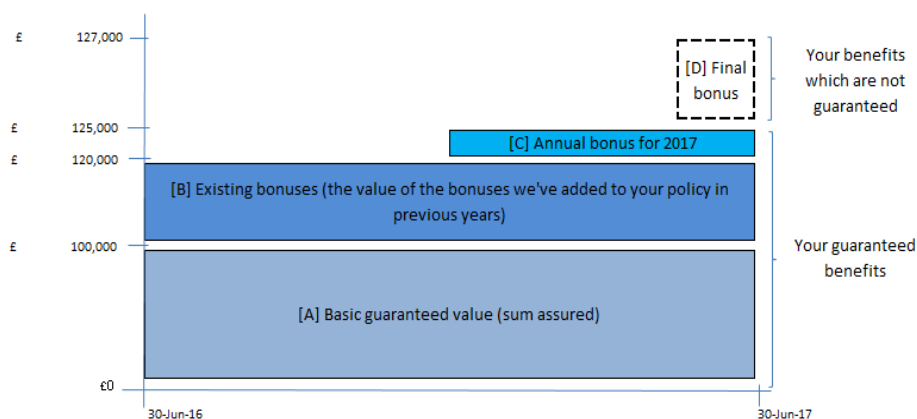 £ 127,000
[D] Final
bonus
Your benefits
which are not
guaranteed
£ 125,000
[C] Annual bonus for 2017
£ 120,000
[B] Existing bonuses (the value of the bonuses we've added to your policy in
previous years)
£ 100,000
Your guaranteed
benefits
[A] Basic guaranteed value (sum assured)
£0
30-Jun-16
30-Jun-17